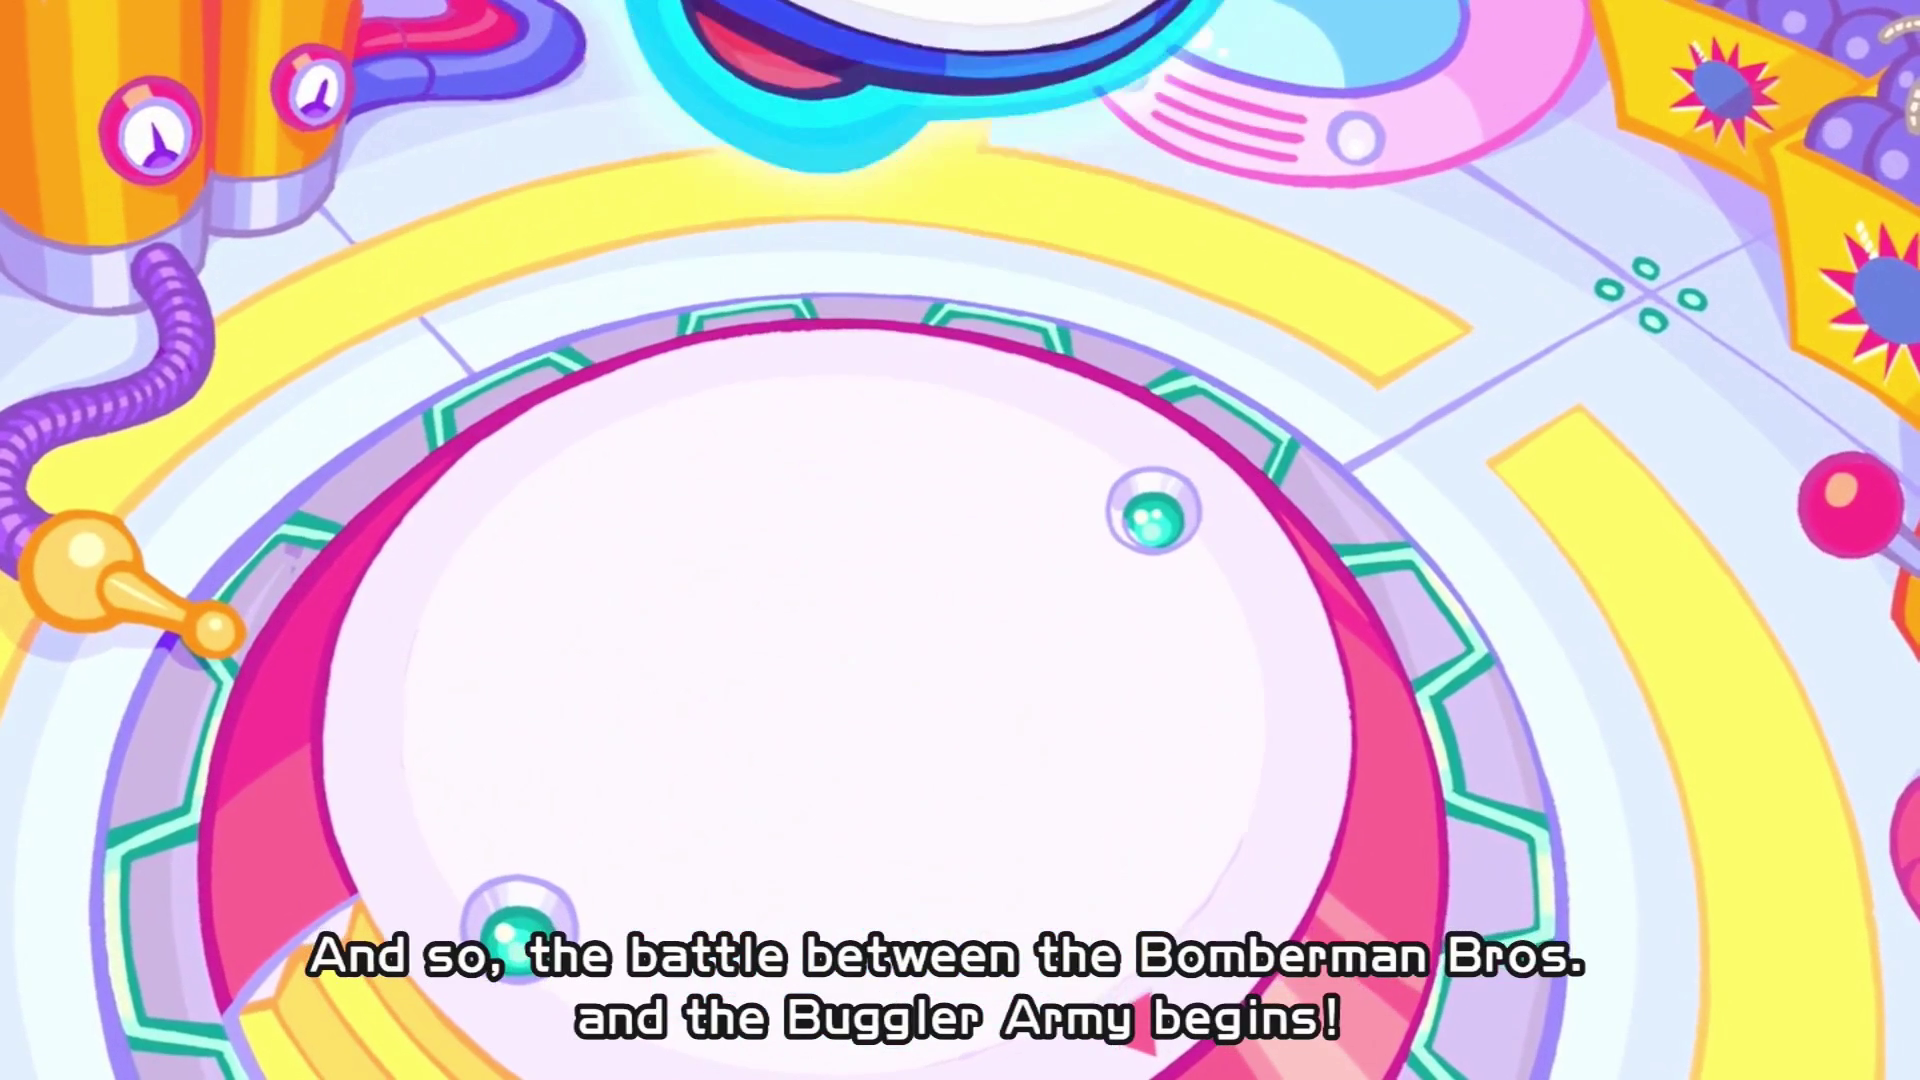 And so, the battle between the Bomberman Bros.
and the Buggler Army begins!